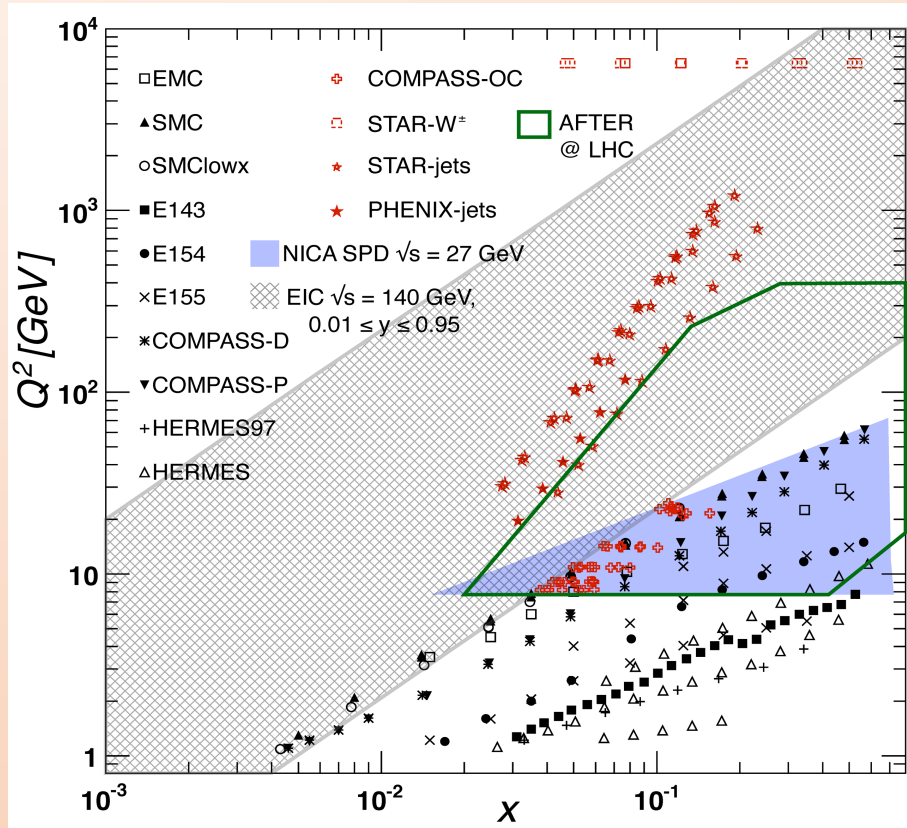 10⁴
10³
10²
10
1
Q² [GeV]
EMC
SMC
SMClowx
E143
E154
E155
COMPASS-D
COMPASS-P
HERMES97
HERMES
COMPASS-OC
STAR-W±
STAR-jets
PHENIX-jets
NICA SPD √s = 27 GeV
EIC √s = 140 GeV,
0.01 ≤ y ≤ 0.95
AFTER
@ LHC
10⁻³
10⁻²
10⁻¹
x